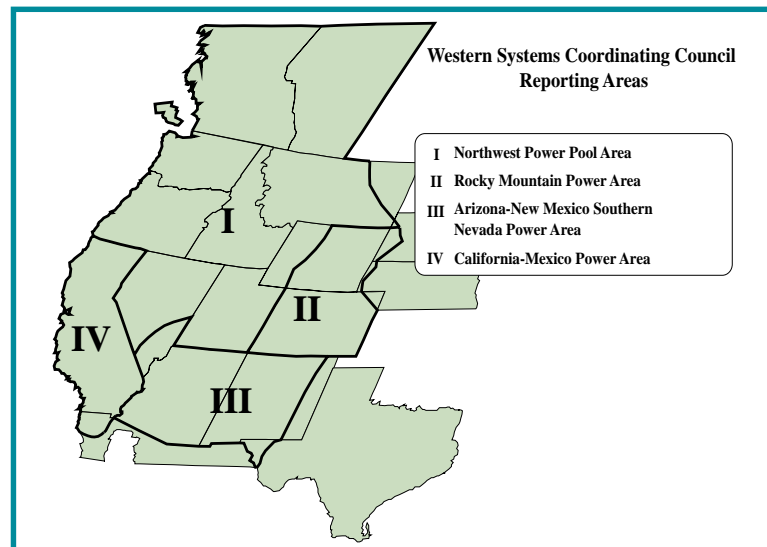 Western Systems Coordinating Council
Reporting Areas
I Northwest Power Pool Area
II Rocky Mountain Power Area
III Arizona-New Mexico Southern
Nevada Power Area
IV California-Mexico Power Area
I
II
IV
III